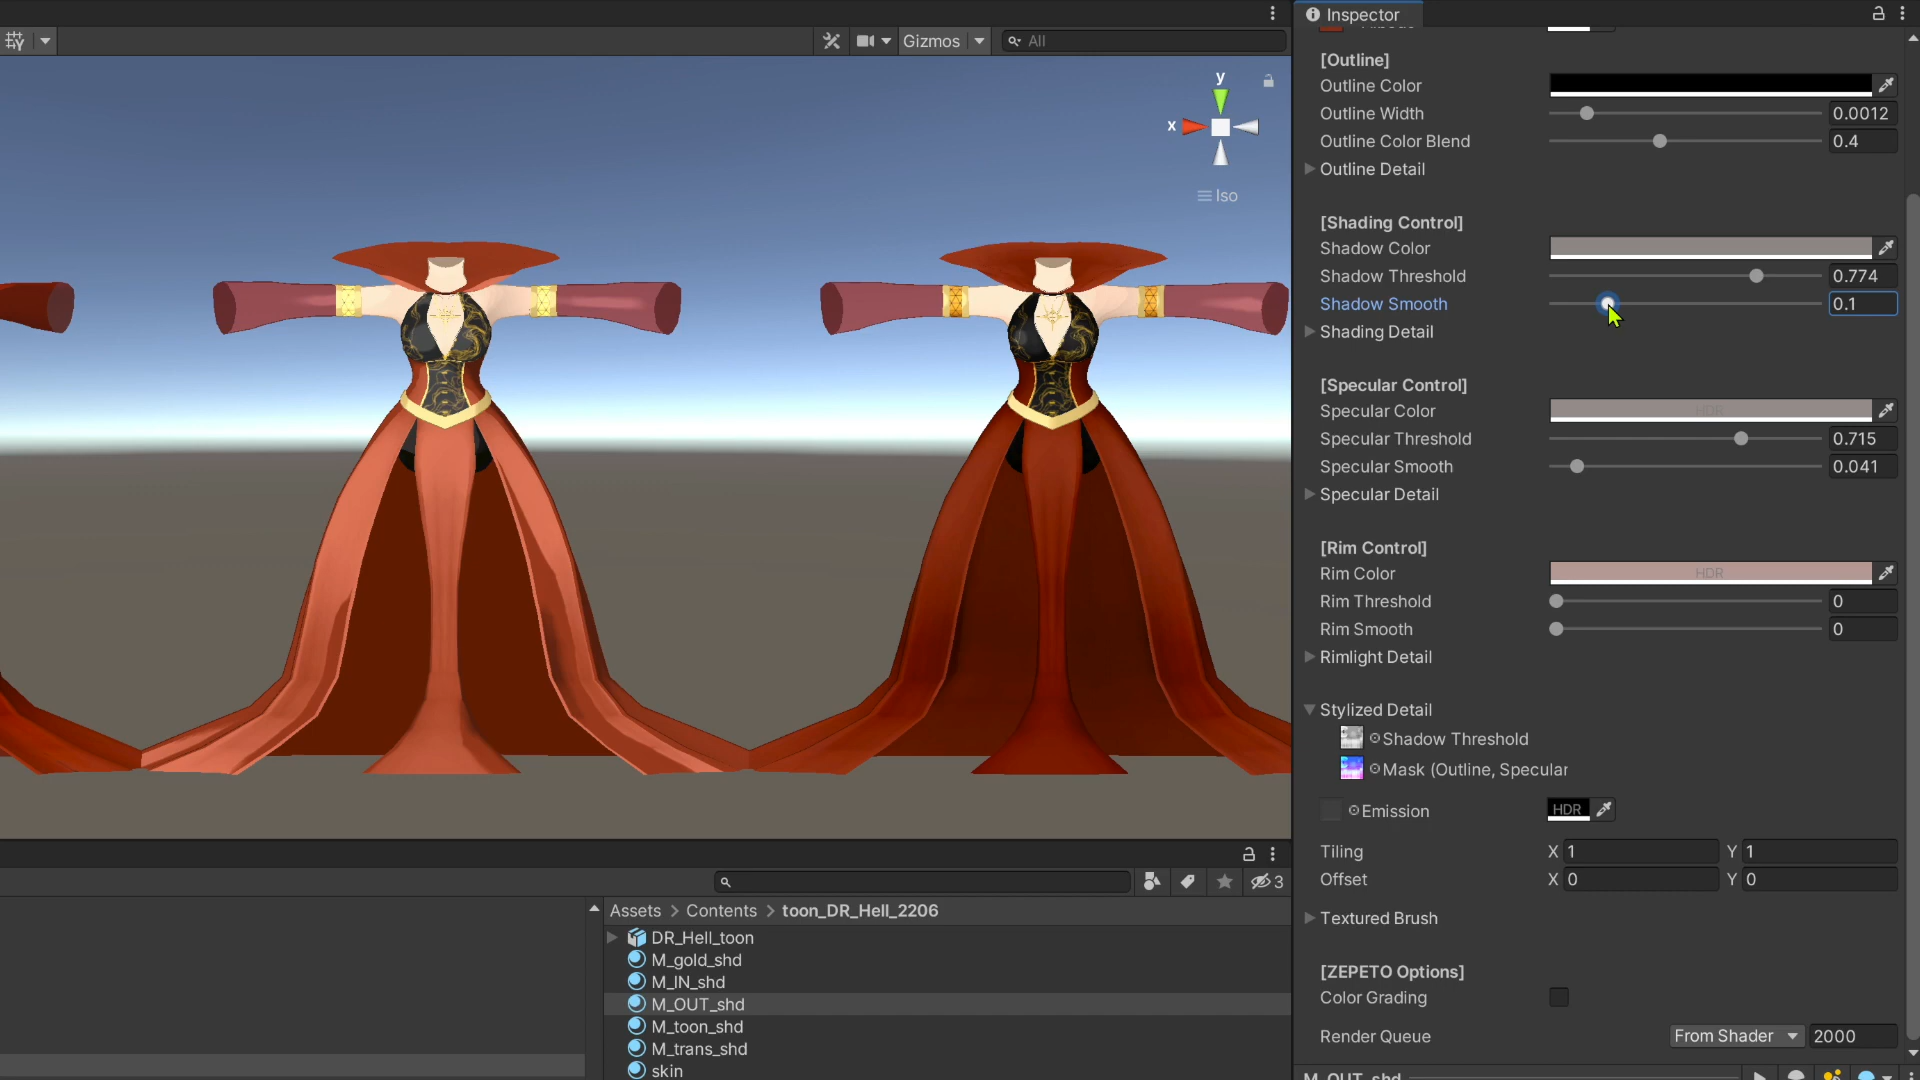 Inspector
Gizmos
All
[Outline]
Outline Color
Outline Width 0.0012
Outline Color Blend 0.4
Outline Detail
y
x
Iso
[Shading Control]
Shadow Color
Shadow Threshold 0.774
Shadow Smooth 0.1
Shading Detail
[Specular Control]
Specular Color HDR
Specular Threshold 0.715
Specular Smooth 0.041
Specular Detail
[Rim Control]
Rim Color HDR
Rim Threshold 0
Rim Smooth 0
Rimlight Detail
Stylized Detail
Shadow Threshold
Mask (Outline, Specular
Emission HDR
Tiling X 1 Y 1
Offset X 0 Y 0
Textured Brush
[ZEPETO Options]
Color Grading
Render Queue From Shader 2000
3
Assets > Contents > toon_DR_Hell_2206
DR_Hell_toon
M_gold_shd
M_IN_shd
M_OUT_shd
M_toon_shd
M_trans_shd
skin
M_OUT_shd